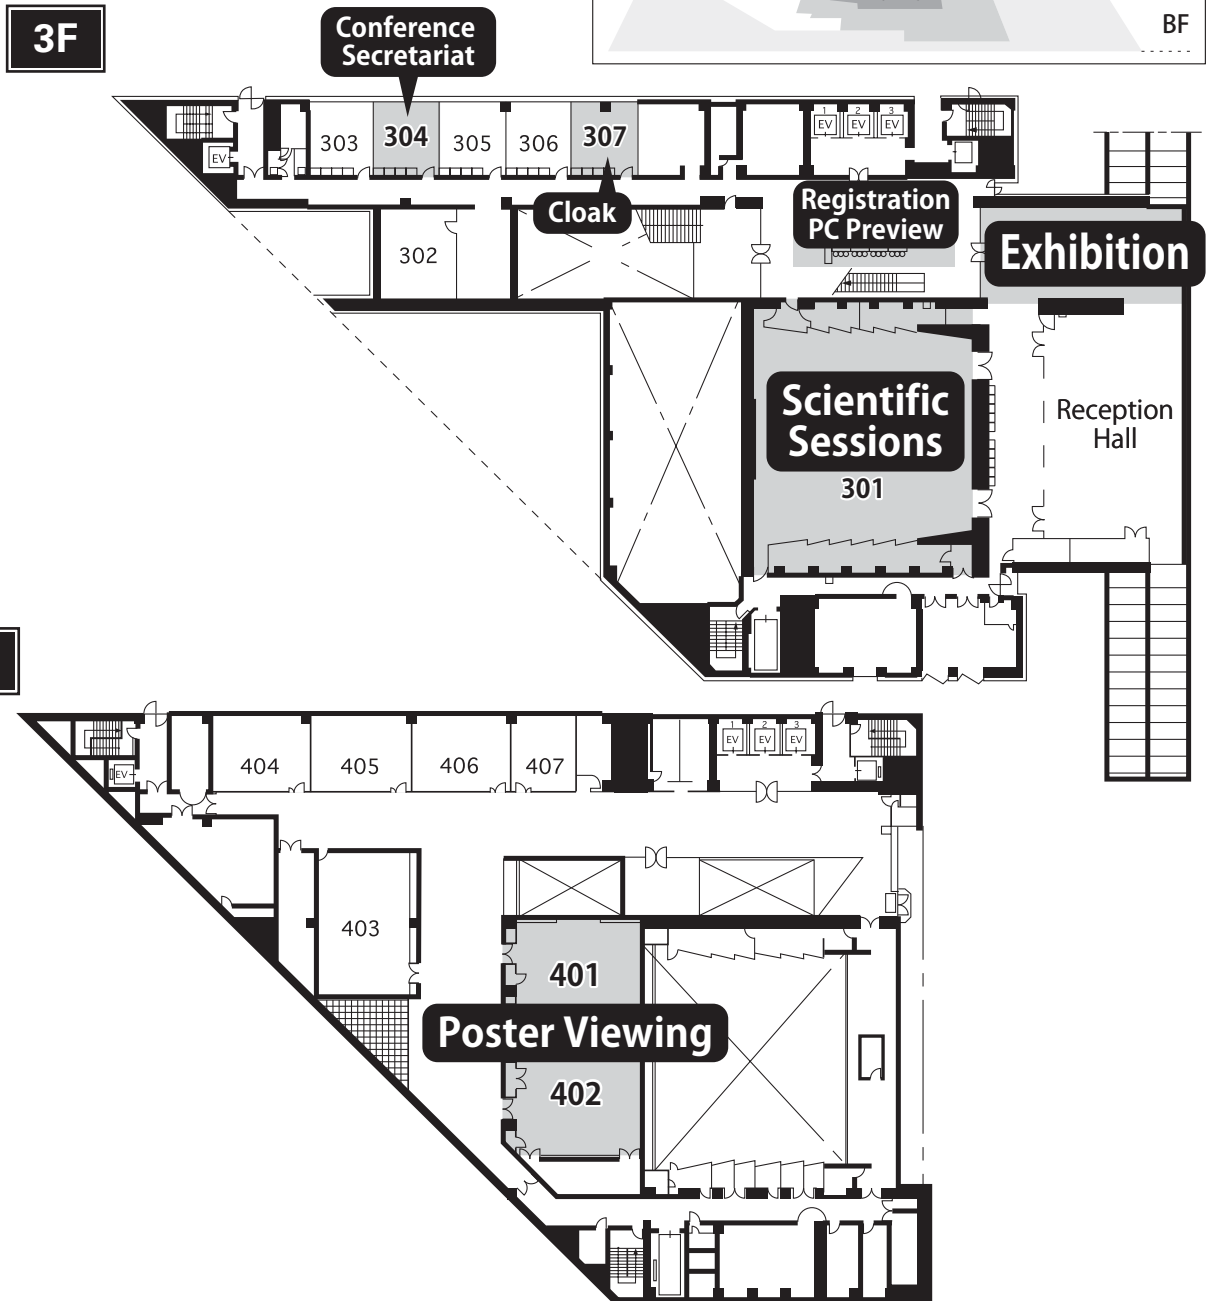 BF
3F
Conference
Secretariat
1 2 3
EV EV EV
303 304 305 306 307
EV
Cloak
Registration
PC Preview
Exhibition
302
Scientific
Sessions
301
Reception
Hall
1 2 3
EV EV EV
404 405 406 407
EV
403
401
Poster Viewing
402